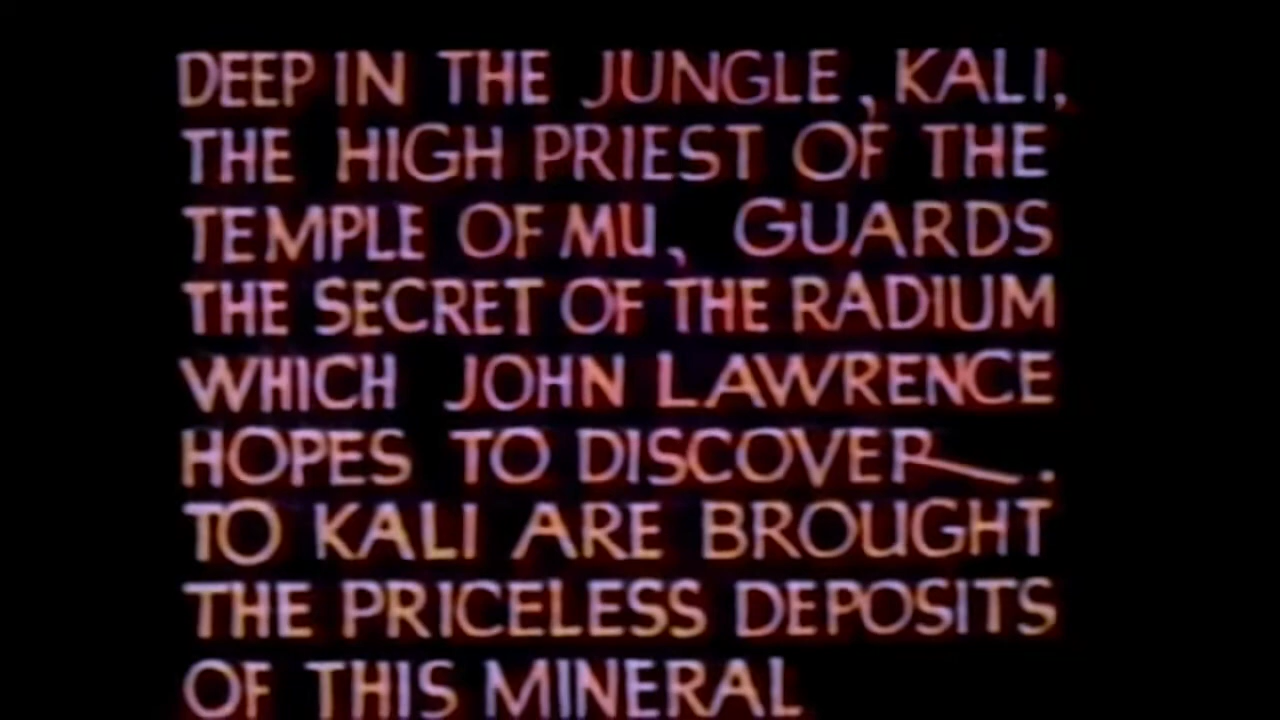 DEEP IN THE JUNGLE, KALI,
THE HIGH PRIEST OF THE
TEMPLE OF MU, GUARDS
THE SECRET OF THE RADIUM
WHICH JOHN LAWRENCE
HOPES TO DISCOVER.
TO KALI ARE BROUGHT
THE PRICELESS DEPOSITS
OF THIS MINERAL